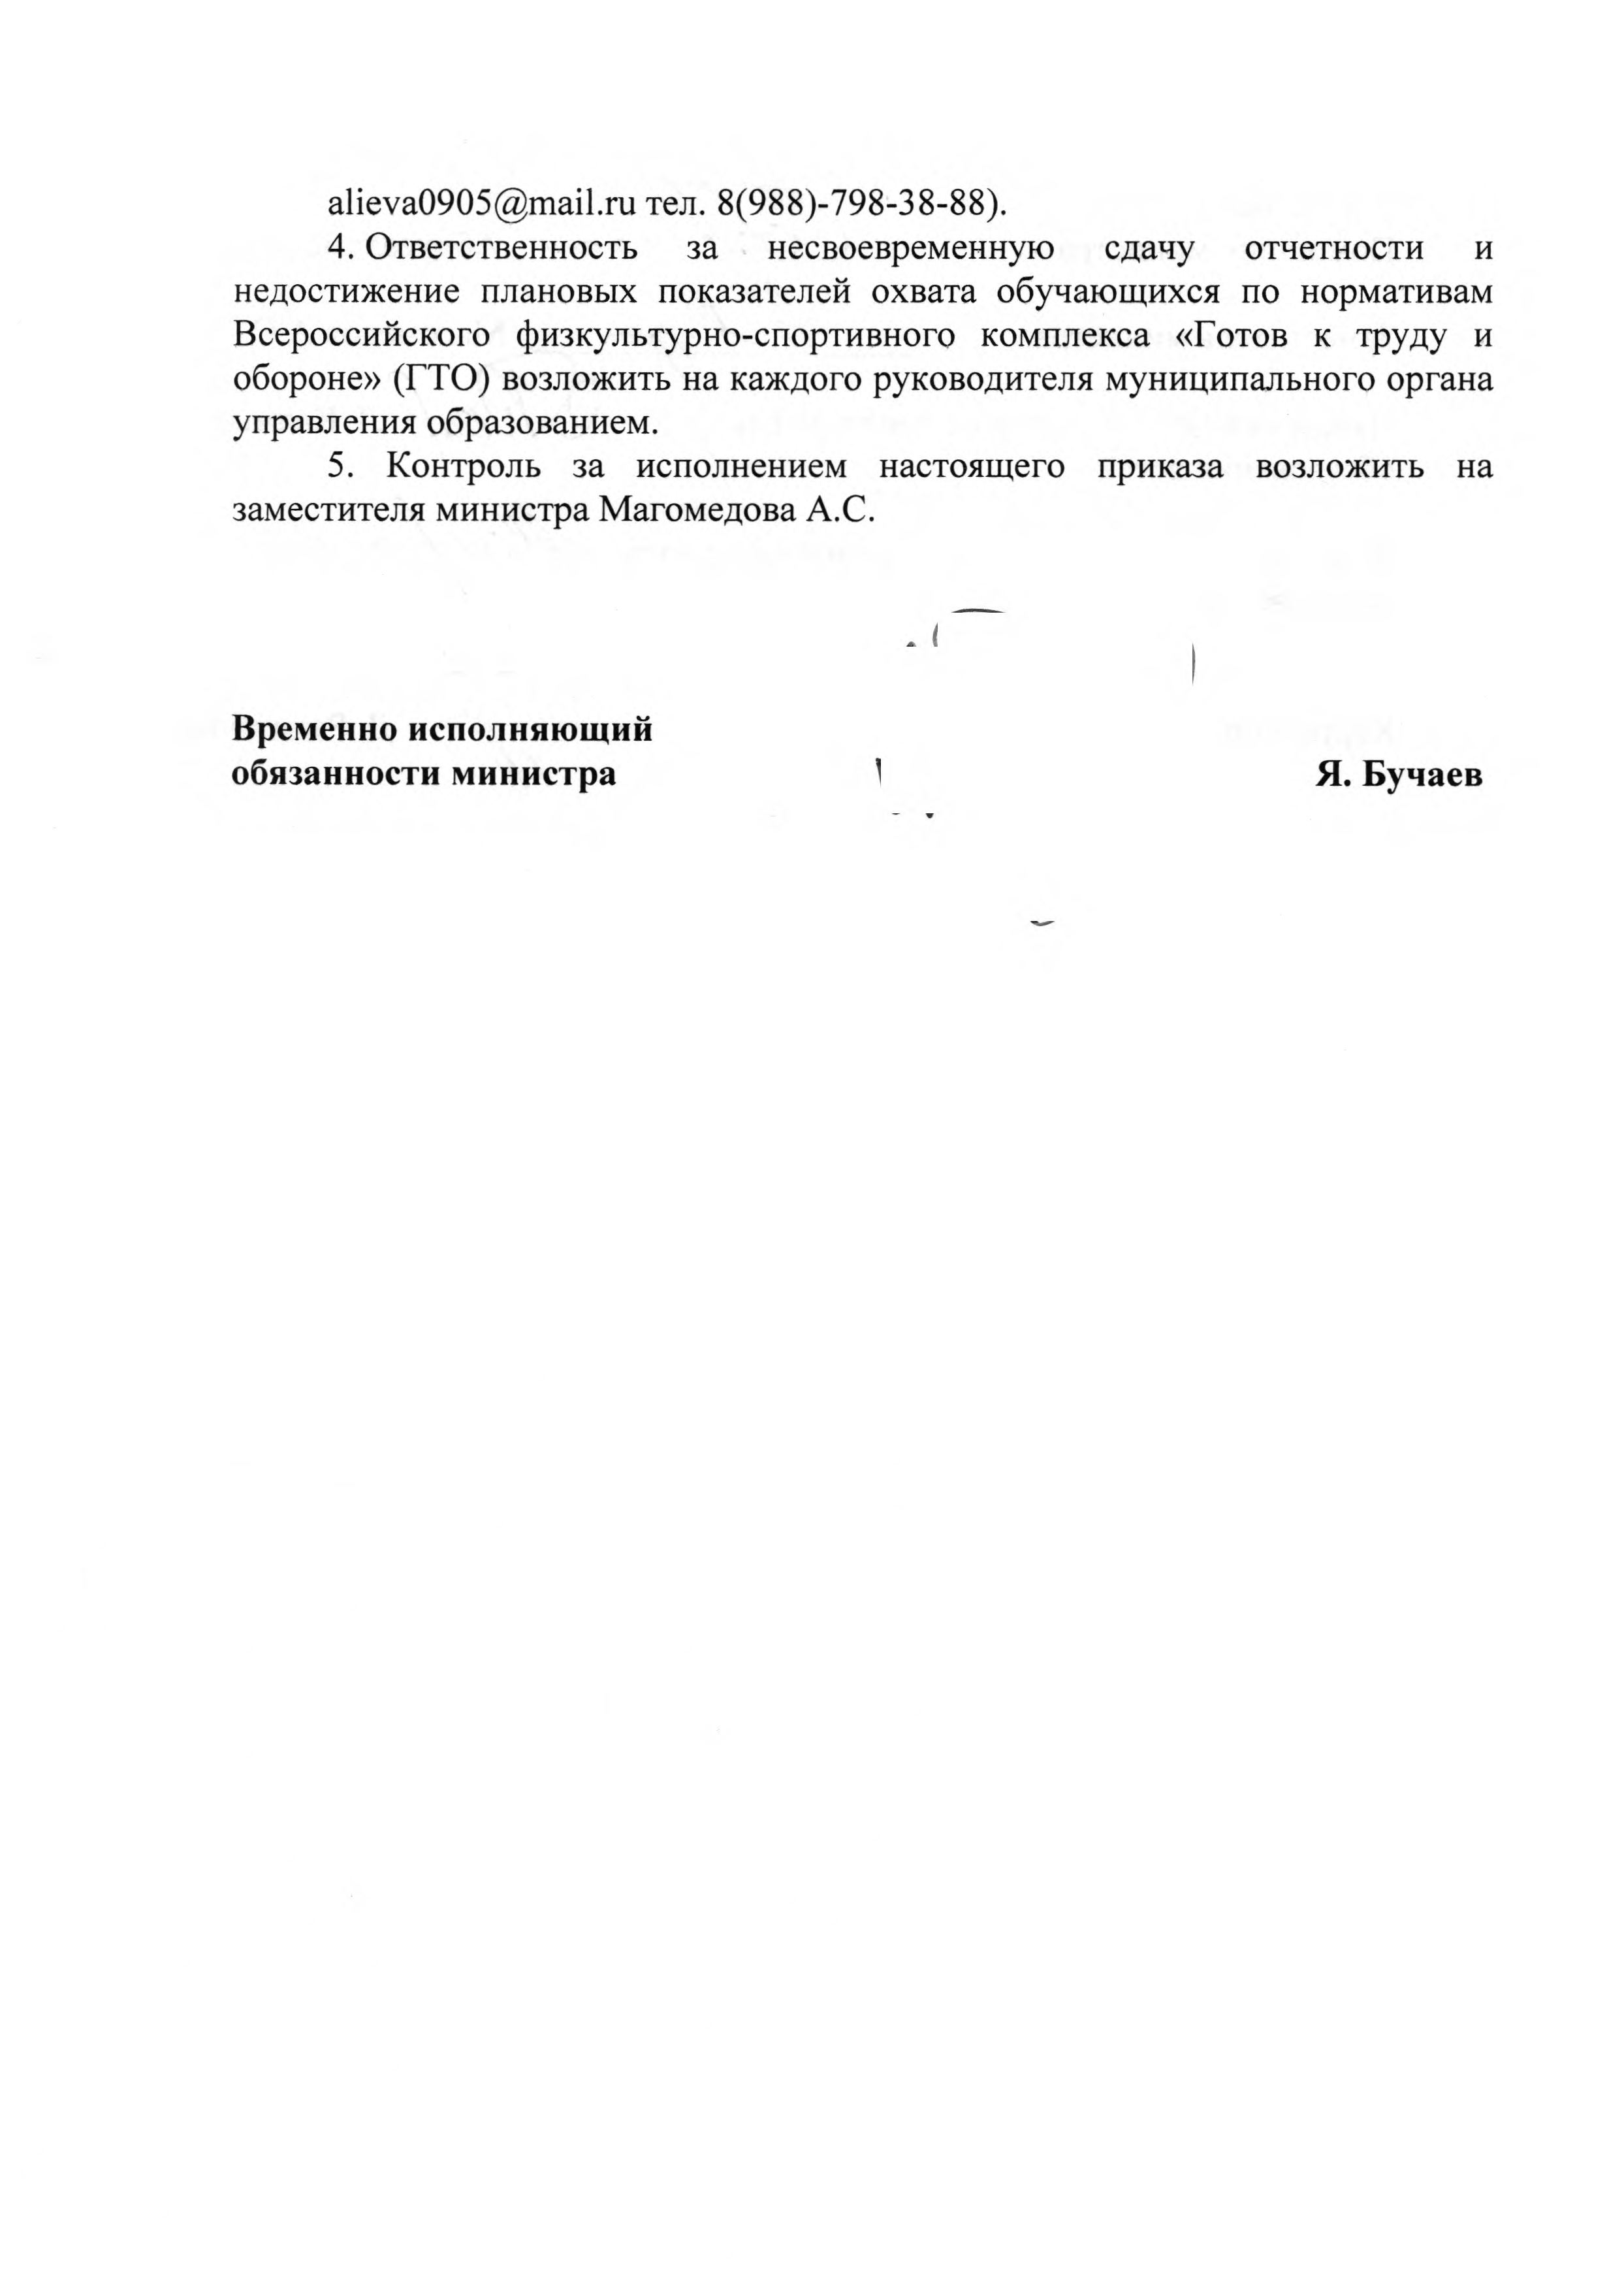 alieva0905@mail.ru тел. 8(988)-798-38-88).
4. Ответственность за несвоевременную сдачу отчетности и
недостижение плановых показателей охвата обучающихся по нормативам
Всероссийского физкультурно-спортивного комплекса «Готов к труду и
обороне» (ГТО) возложить на каждого руководителя муниципального органа
управления образованием.
5. Контроль за исполнением настоящего приказа возложить на
заместителя министра Магомедова А.С.
Временно исполняющий
обязанности министра Я. Бучаев